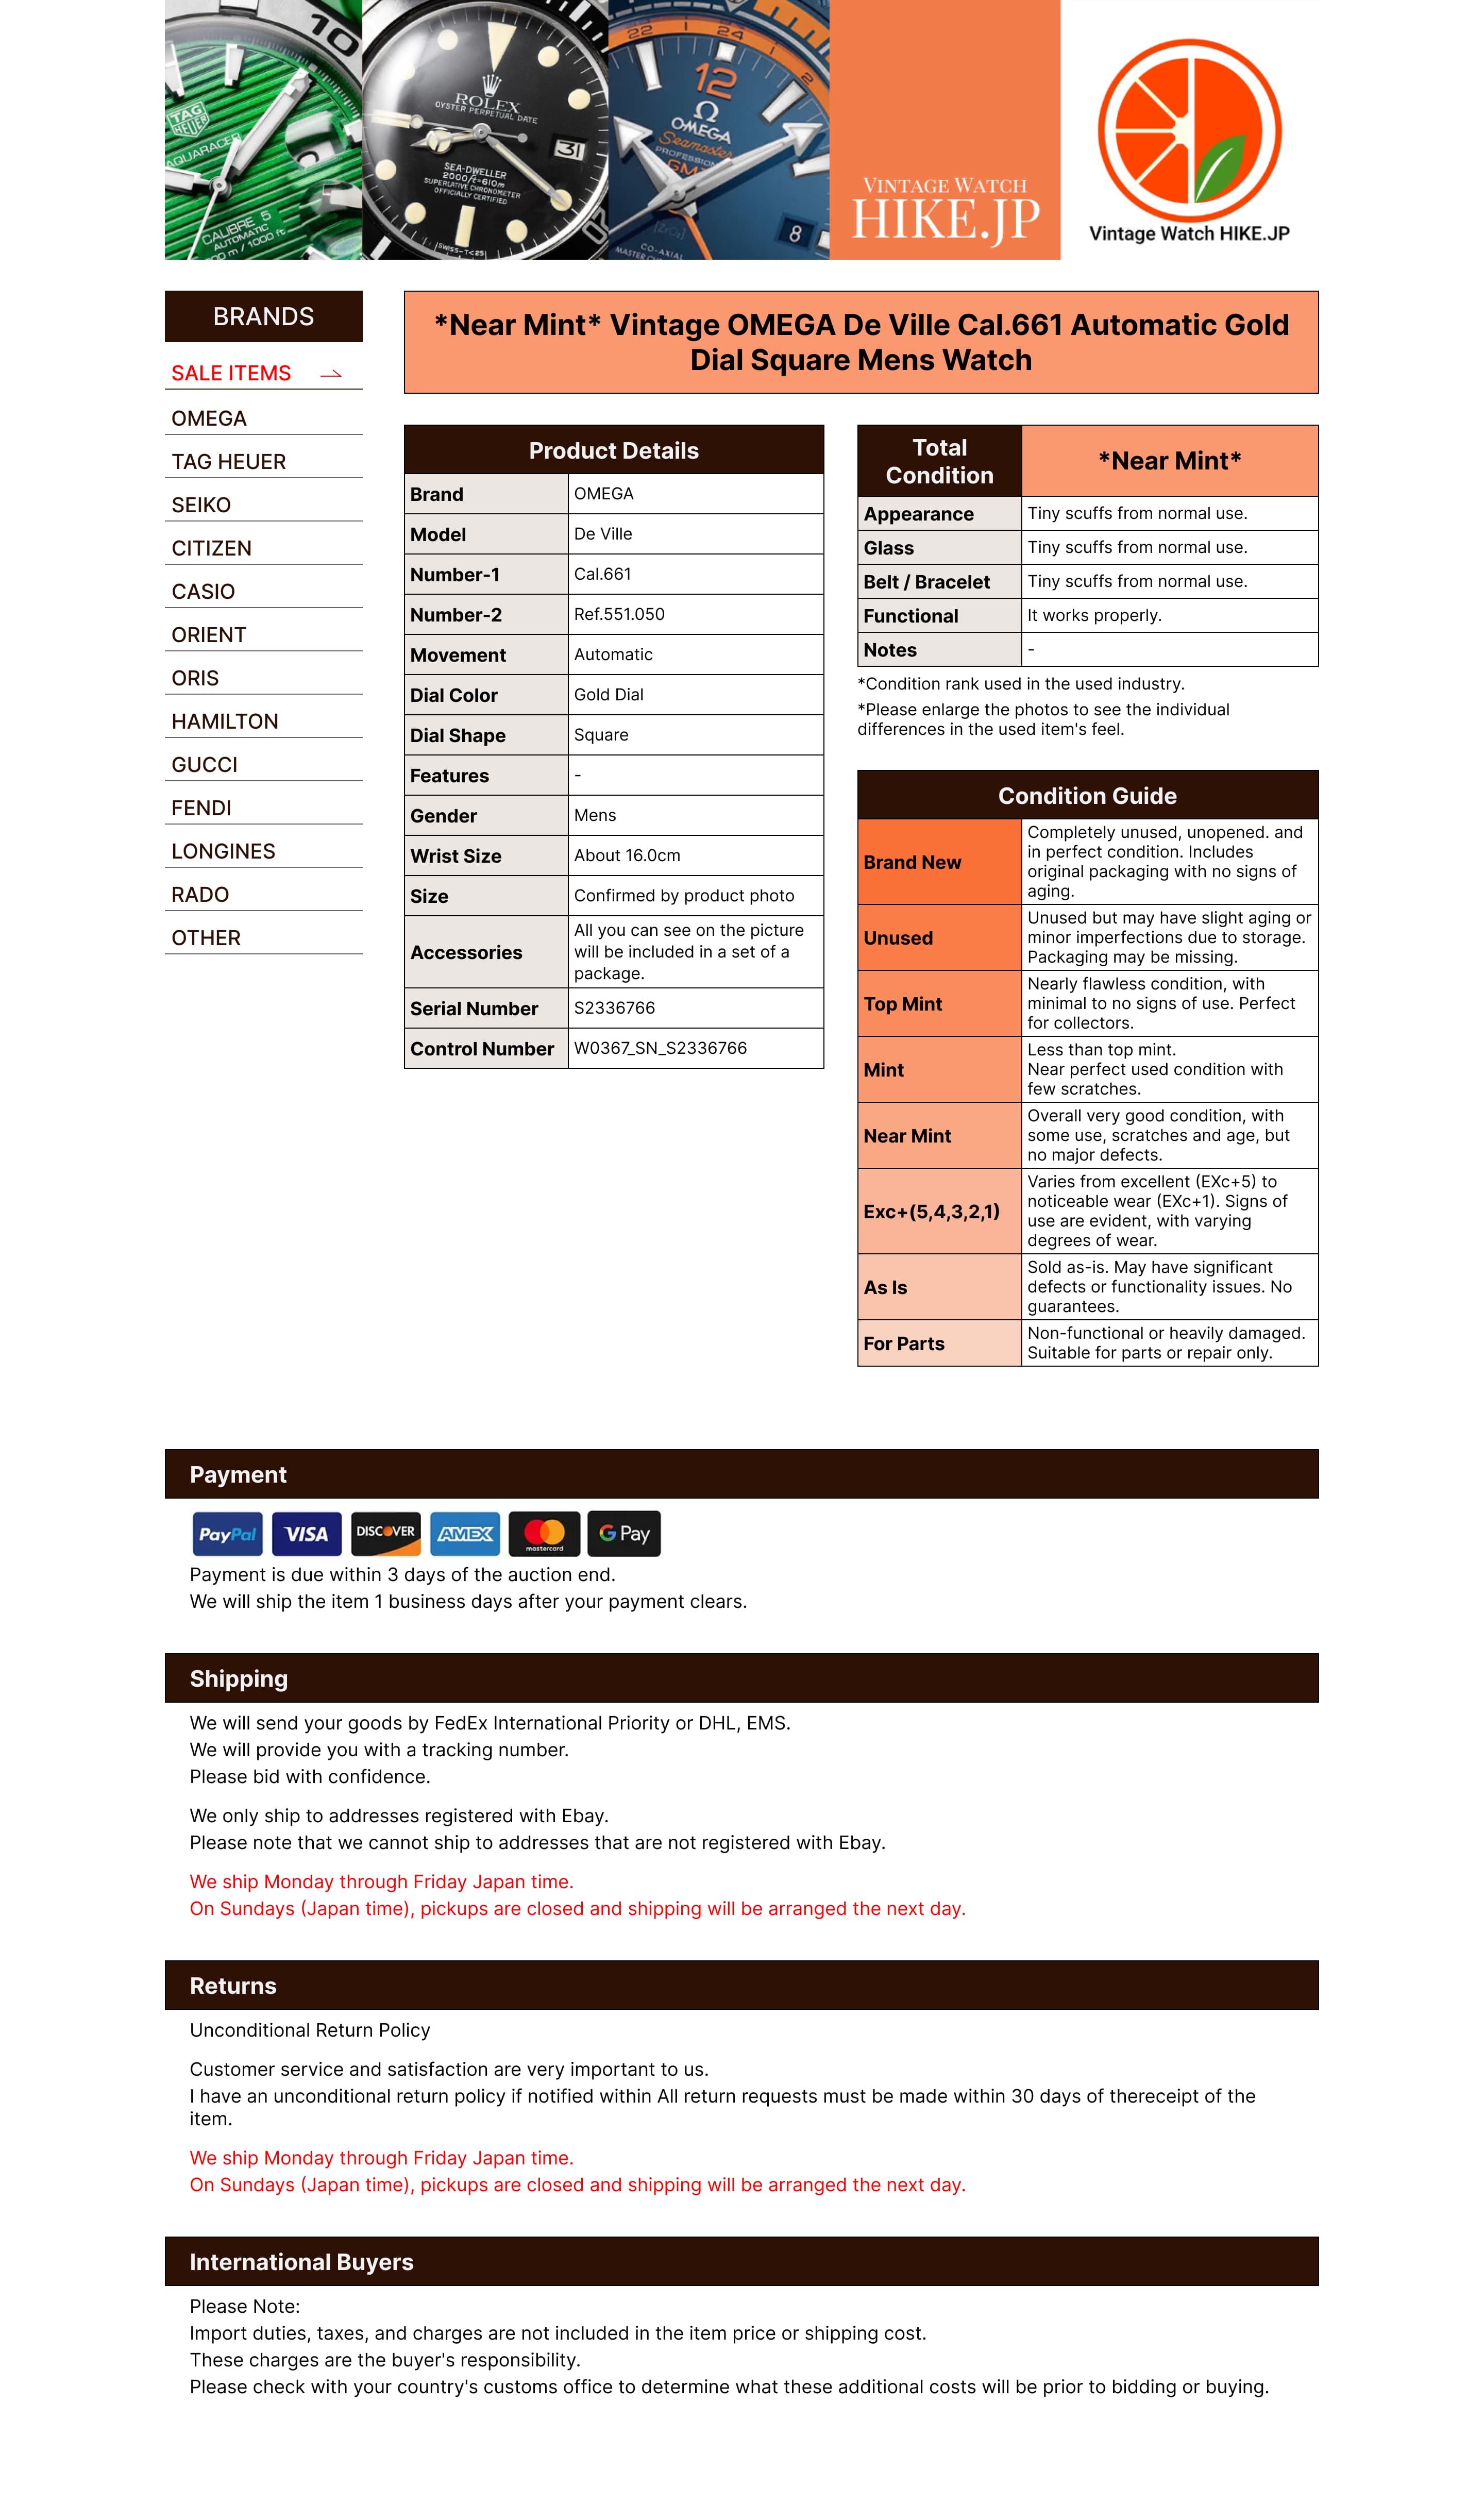 10
TAG
HEUER
AQUARACER
CALIBRE 5
AUTOMATIC
ROLEX
OYSTER PERPETUAL DATE
31
SEA-DWELLER
2000ft=610m
SUPERLATIVE CHRONOMETER
OFFICIALLY CERTIFIED
SWISS-T<25
22
24
2
12
Ω
OMEGA
Seamaster
PROFESSIONAL
GMT
[ZrO₂]
8
CO-AXIAL
VINTAGE WATCH
HIKE.JP
Vintage Watch HIKE.JP
BRANDS
SALE ITEMS
OMEGA
TAG HEUER
SEIKO
CITIZEN
CASIO
ORIENT
ORIS
HAMILTON
GUCCI
FENDI
LONGINES
RADO
OTHER
*Near Mint* Vintage OMEGA De Ville Cal.661 Automatic Gold
Dial Square Mens Watch
Product Details
Brand OMEGA
Model De Ville
Number-1 Cal.661
Number-2 Ref.551.050
Movement Automatic
Dial Color Gold Dial
Dial Shape Square
Features -
Gender Mens
Wrist Size About 16.0cm
Size Confirmed by product photo
Accessories All you can see on the picture
will be included in a set of a
package.
Serial Number S2336766
Control Number W0367_SN_S2336766
Total
Condition
*Near Mint*
Appearance Tiny scuffs from normal use.
Glass Tiny scuffs from normal use.
Belt / Bracelet Tiny scuffs from normal use.
Functional It works properly.
Notes -
*Condition rank used in the used industry.
*Please enlarge the photos to see the individual
differences in the used item's feel.
Condition Guide
Brand New
Completely unused, unopened. and
in perfect condition. Includes
original packaging with no signs of
aging.
Unused
Unused but may have slight aging or
minor imperfections due to storage.
Packaging may be missing.
Top Mint
Nearly flawless condition, with
minimal to no signs of use. Perfect
for collectors.
Mint
Less than top mint.
Near perfect used condition with
few scratches.
Near Mint
Overall very good condition, with
some use, scratches and age, but
no major defects.
Exc+(5,4,3,2,1)
Varies from excellent (EXc+5) to
noticeable wear (EXc+1). Signs of
use are evident, with varying
degrees of wear.
As Is
Sold as-is. May have significant
defects or functionality issues. No
guarantees.
For Parts
Non-functional or heavily damaged.
Suitable for parts or repair only.
Payment
PayPal VISA DISCOVER AMEX mastercard G Pay
Payment is due within 3 days of the auction end.
We will ship the item 1 business days after your payment clears.
Shipping
We will send your goods by FedEx International Priority or DHL, EMS.
We will provide you with a tracking number.
Please bid with confidence.
We only ship to addresses registered with Ebay.
Please note that we cannot ship to addresses that are not registered with Ebay.
We ship Monday through Friday Japan time.
On Sundays (Japan time), pickups are closed and shipping will be arranged the next day.
Returns
Unconditional Return Policy
Customer service and satisfaction are very important to us.
I have an unconditional return policy if notified within All return requests must be made within 30 days of thereceipt of the
item.
We ship Monday through Friday Japan time.
On Sundays (Japan time), pickups are closed and shipping will be arranged the next day.
International Buyers
Please Note:
Import duties, taxes, and charges are not included in the item price or shipping cost.
These charges are the buyer's responsibility.
Please check with your country's customs office to determine what these additional costs will be prior to bidding or buying.